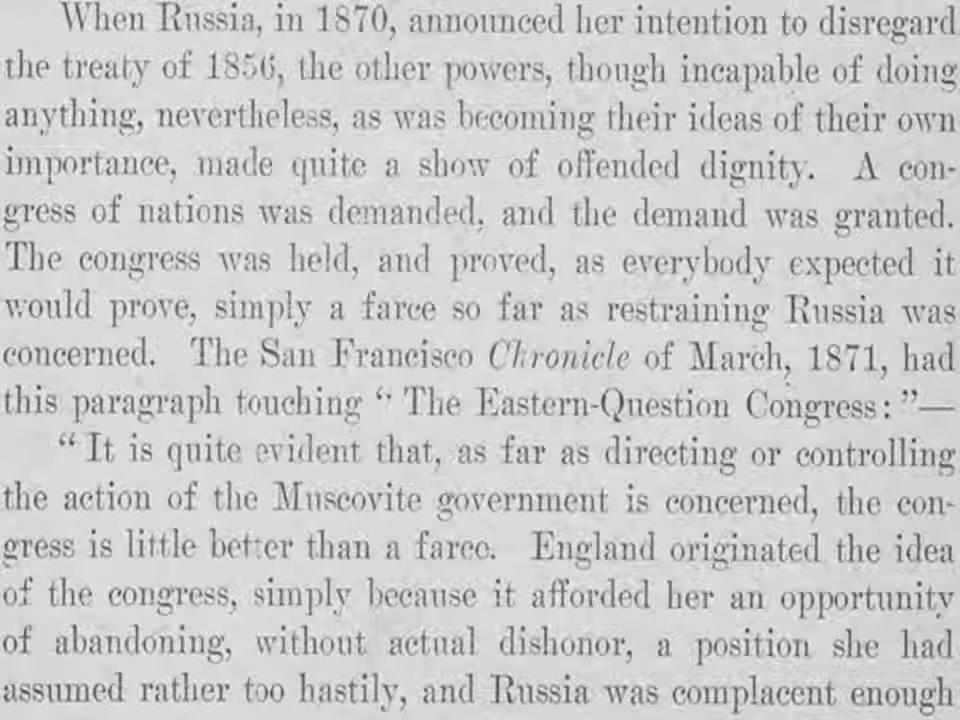 When Russia, in 1870, announced her intention to disregard
the treaty of 1856, the other powers, though incapable of doing
anything, nevertheless, as was becoming their ideas of their own
importance, made quite a show of offended dignity. A con-
gress of nations was demanded, and the demand was granted.
The congress was held, and proved, as everybody expected it
would prove, simply a farce so far as restraining Russia was
concerned. The San Francisco Chronicle of March, 1871, had
this paragraph touching “ The Eastern-Question Congress: ”—
“ It is quite evident that, as far as directing or controlling
the action of the Muscovite government is concerned, the con-
gress is little better than a farce. England originated the idea
of the congress, simply because it afforded her an opportunity
of abandoning, without actual dishonor, a position she had
assumed rather too hastily, and Russia was complacent enough